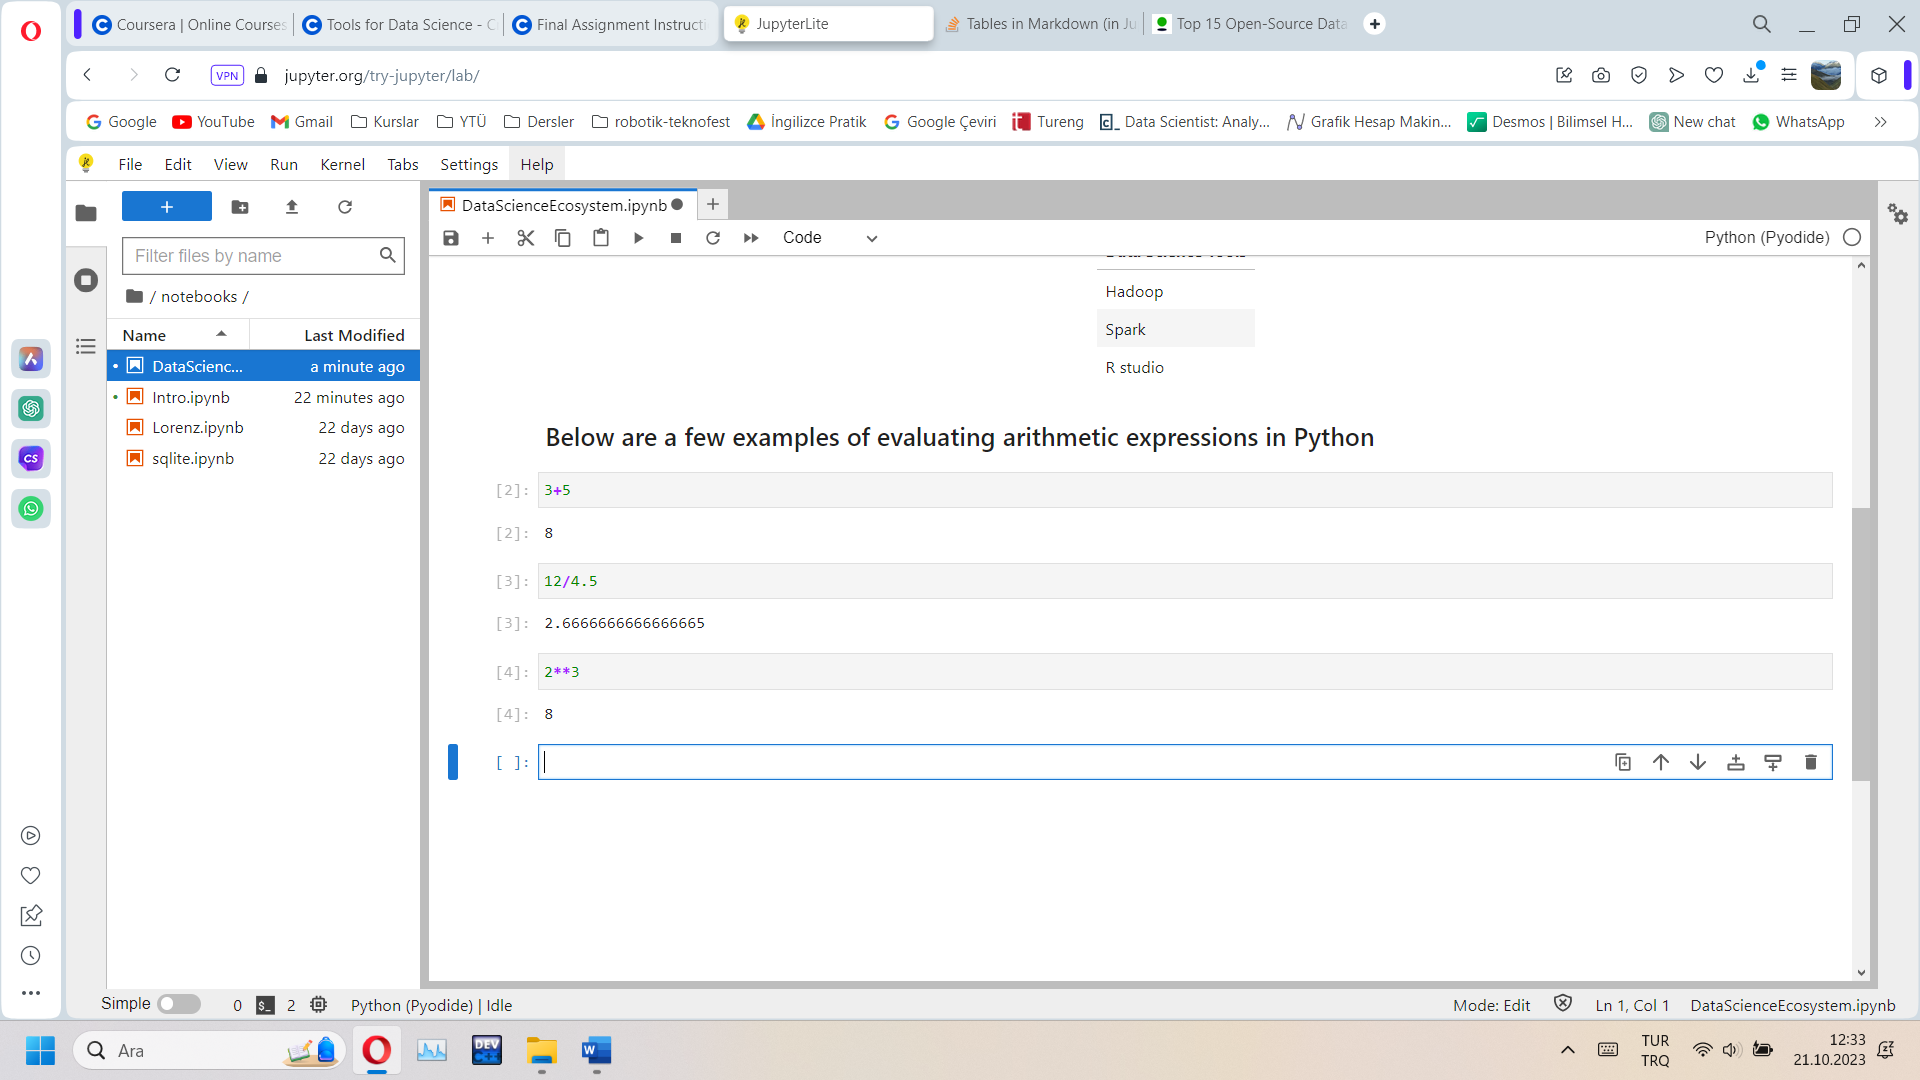 Coursera | Online Courses
Tools for Data Science - C
Final Assignment Instructi
JupyterLite
Tables in Markdown (in Ju
Top 15 Open-Source Data
VPN
jupyter.org/try-jupyter/lab/
Google
YouTube
Gmail
Kurslar
YTÜ
Dersler
robotik-teknofest
İngilizce Pratik
Google Çeviri
Tureng
Data Scientist: Analy...
Grafik Hesap Makin...
Desmos | Bilimsel H...
New chat
WhatsApp
File Edit View Run Kernel Tabs Settings Help
DataScienceEcosystem.ipynb
Code
Python (Pyodide)
Filter files by name
/ notebooks /
Name Last Modified
DataScienc... a minute ago
Intro.ipynb 22 minutes ago
Lorenz.ipynb 22 days ago
sqlite.ipynb 22 days ago
Data Science Tools
Hadoop
Spark
R studio
Below are a few examples of evaluating arithmetic expressions in Python
[2]: 3+5
[2]: 8
[3]: 12/4.5
[3]: 2.6666666666666665
[4]: 2**3
[4]: 8
[ ]:
CS
Simple 0 $_ 2 Python (Pyodide) | Idle
Mode: Edit Ln 1, Col 1 DataScienceEcosystem.ipynb
Ara
DEV
W
TUR
TRQ
12:33
21.10.2023